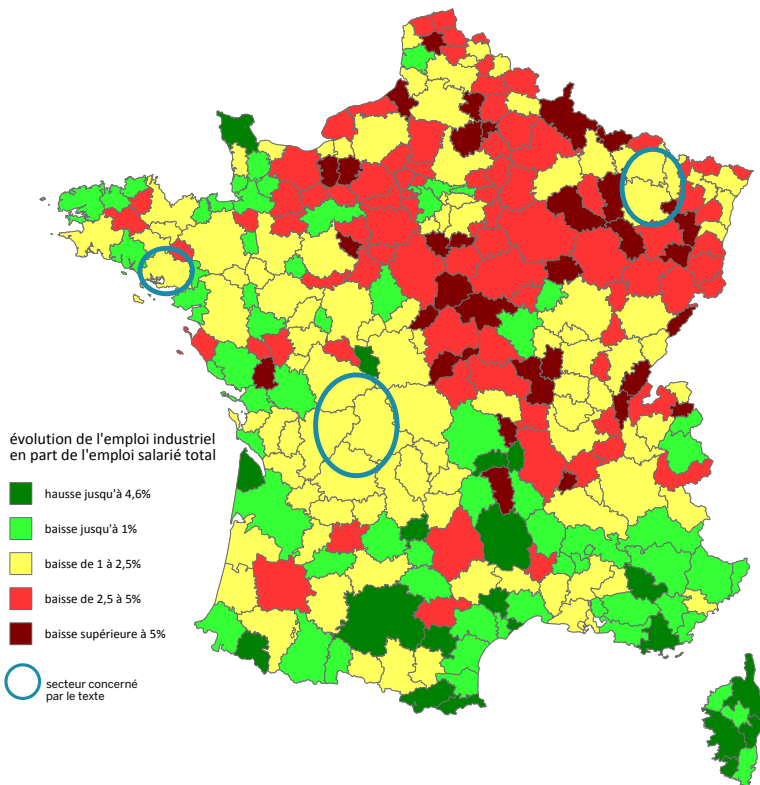 évolution de l'emploi industriel
en part de l'emploi salarié total
hausse jusqu'à 4,6%
baisse jusqu'à 1%
baisse de 1 à 2,5%
baisse de 2,5 à 5%
baisse supérieure à 5%
secteur concerné
par le texte